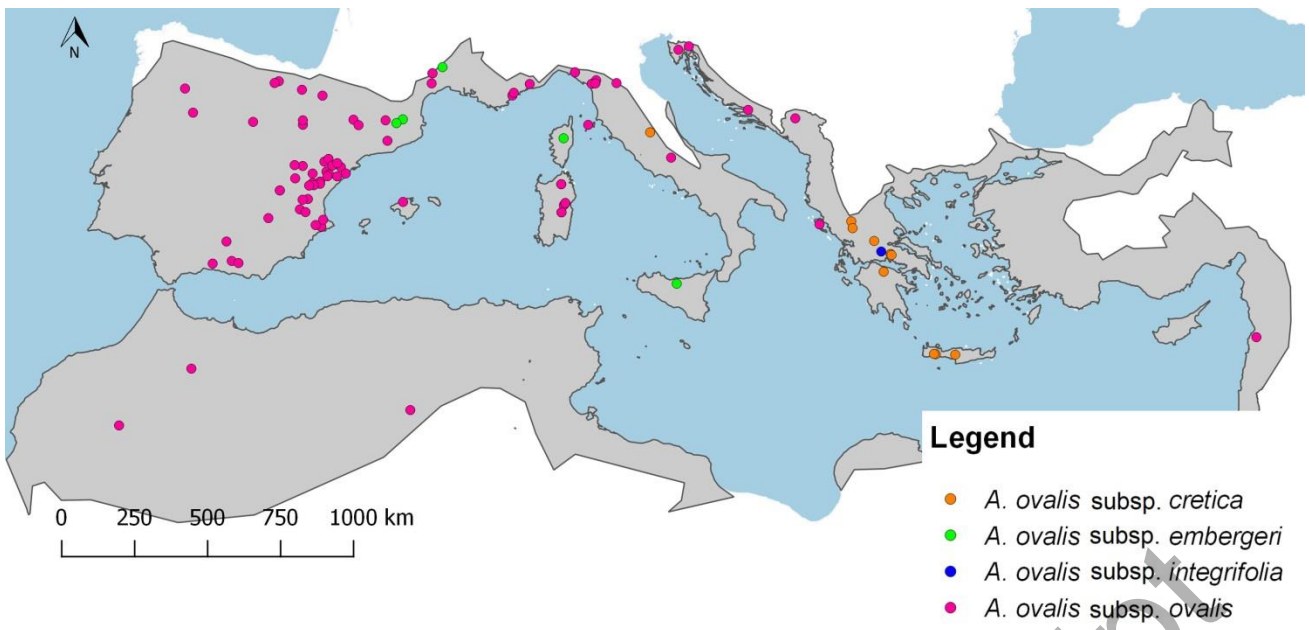 N
Legend
A. ovalis subsp. cretica
0 250 500 750 1000 km
A. ovalis subsp. embergeri
A. ovalis subsp. integrifolia
A. ovalis subsp. ovalis